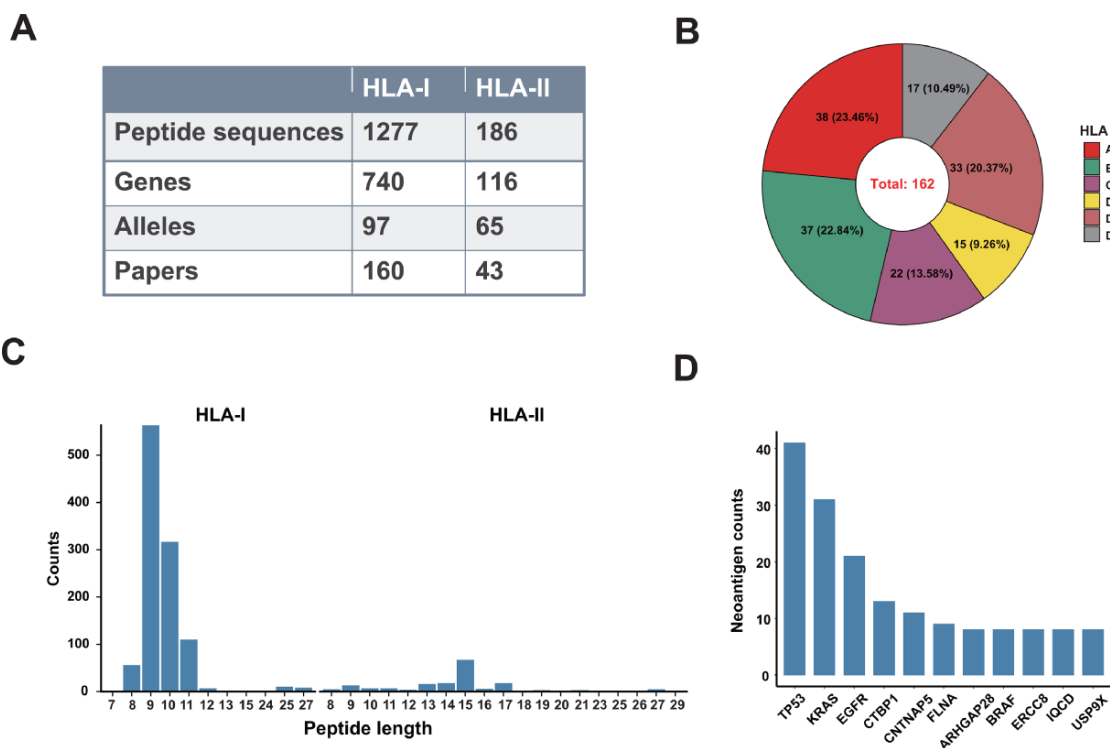 A
HLA-I HLA-II
Peptide sequences 1277 186
Genes 740 116
Alleles 97 65
Papers 160 43
B
17 (10.49%)
38 (23.46%)
33 (20.37%)
Total: 162
37 (22.84%)
15 (9.26%)
22 (13.58%)
HLA
A
D
C
HLA-I HLA-II
500
400
300
200
100
0
Counts
7 8 9 10 11 12 13 15 24 25 27 8 9 10 11 12 13 14 15 16 17 18 19 20 21 23 25 26 27 29
Peptide length
D
40
30
20
10
0
Neoantigen counts
TP53
KRAS
EGFR
CTBP1
CNTNAP5
FLNA
ARHGAP28
BRAF
ERCC8
IQCD
USP9X